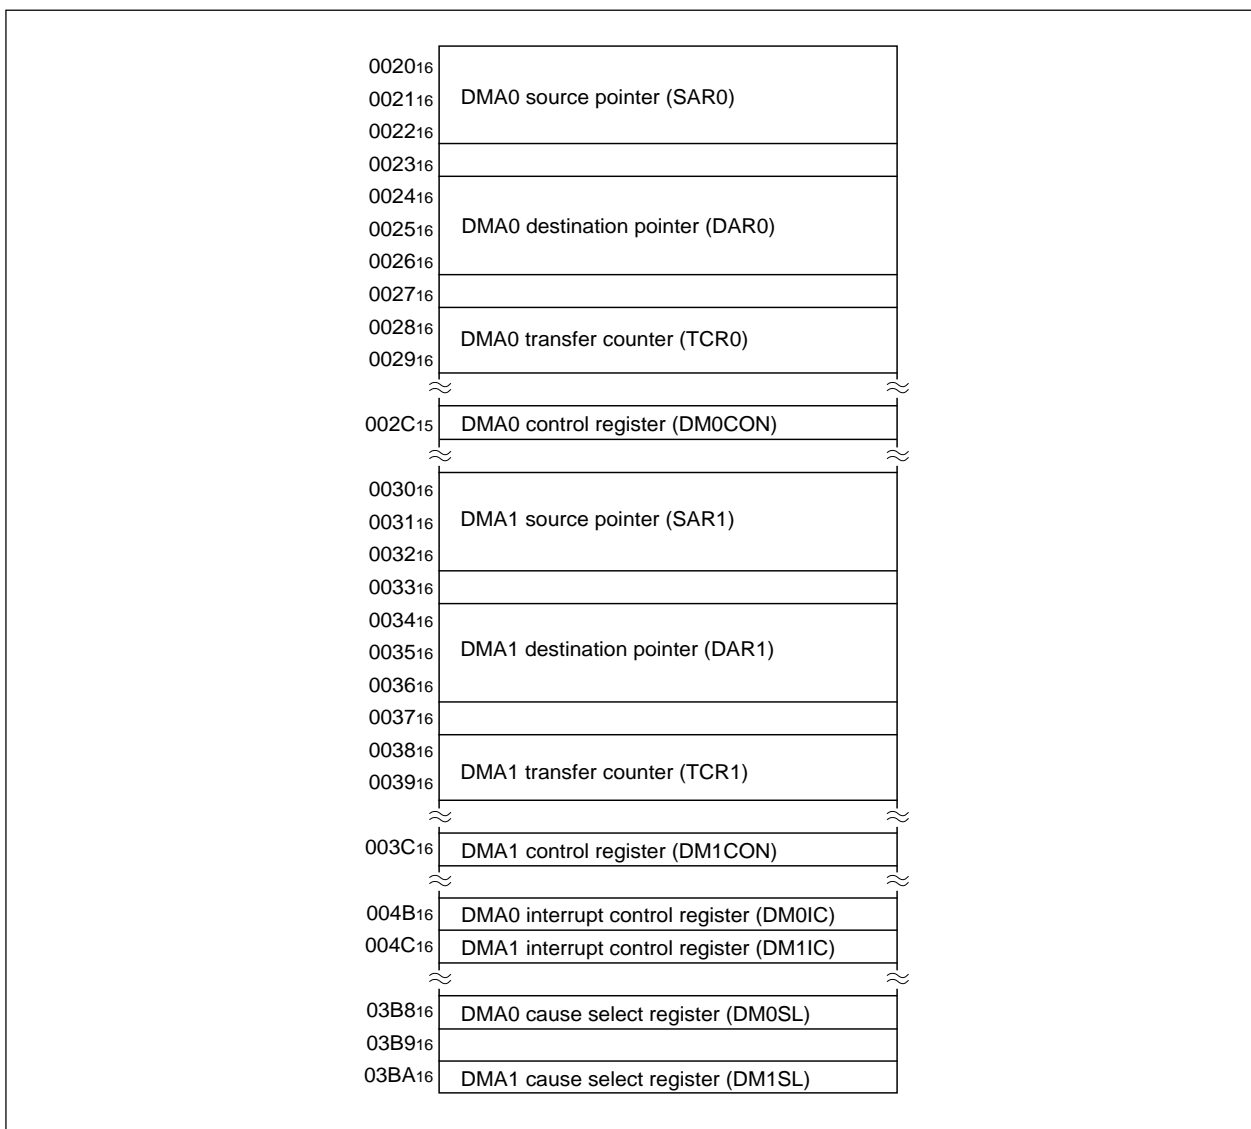 002016
002116 DMA0 source pointer (SAR0)
002216
002316
002416
002516 DMA0 destination pointer (DAR0)
002616
002716
002816
DMA0 transfer counter (TCR0)
002916
002C15 DMA0 control register (DM0CON)
003016
003116 DMA1 source pointer (SAR1)
003216
003316
003416
003516 DMA1 destination pointer (DAR1)
003616
003716
003816
003916 DMA1 transfer counter (TCR1)
003C16 DMA1 control register (DM1CON)
004B16 DMA0 interrupt control register (DM0IC)
004C16 DMA1 interrupt control register (DM1IC)
03B816 DMA0 cause select register (DM0SL)
03B916
03BA16 DMA1 cause select register (DM1SL)